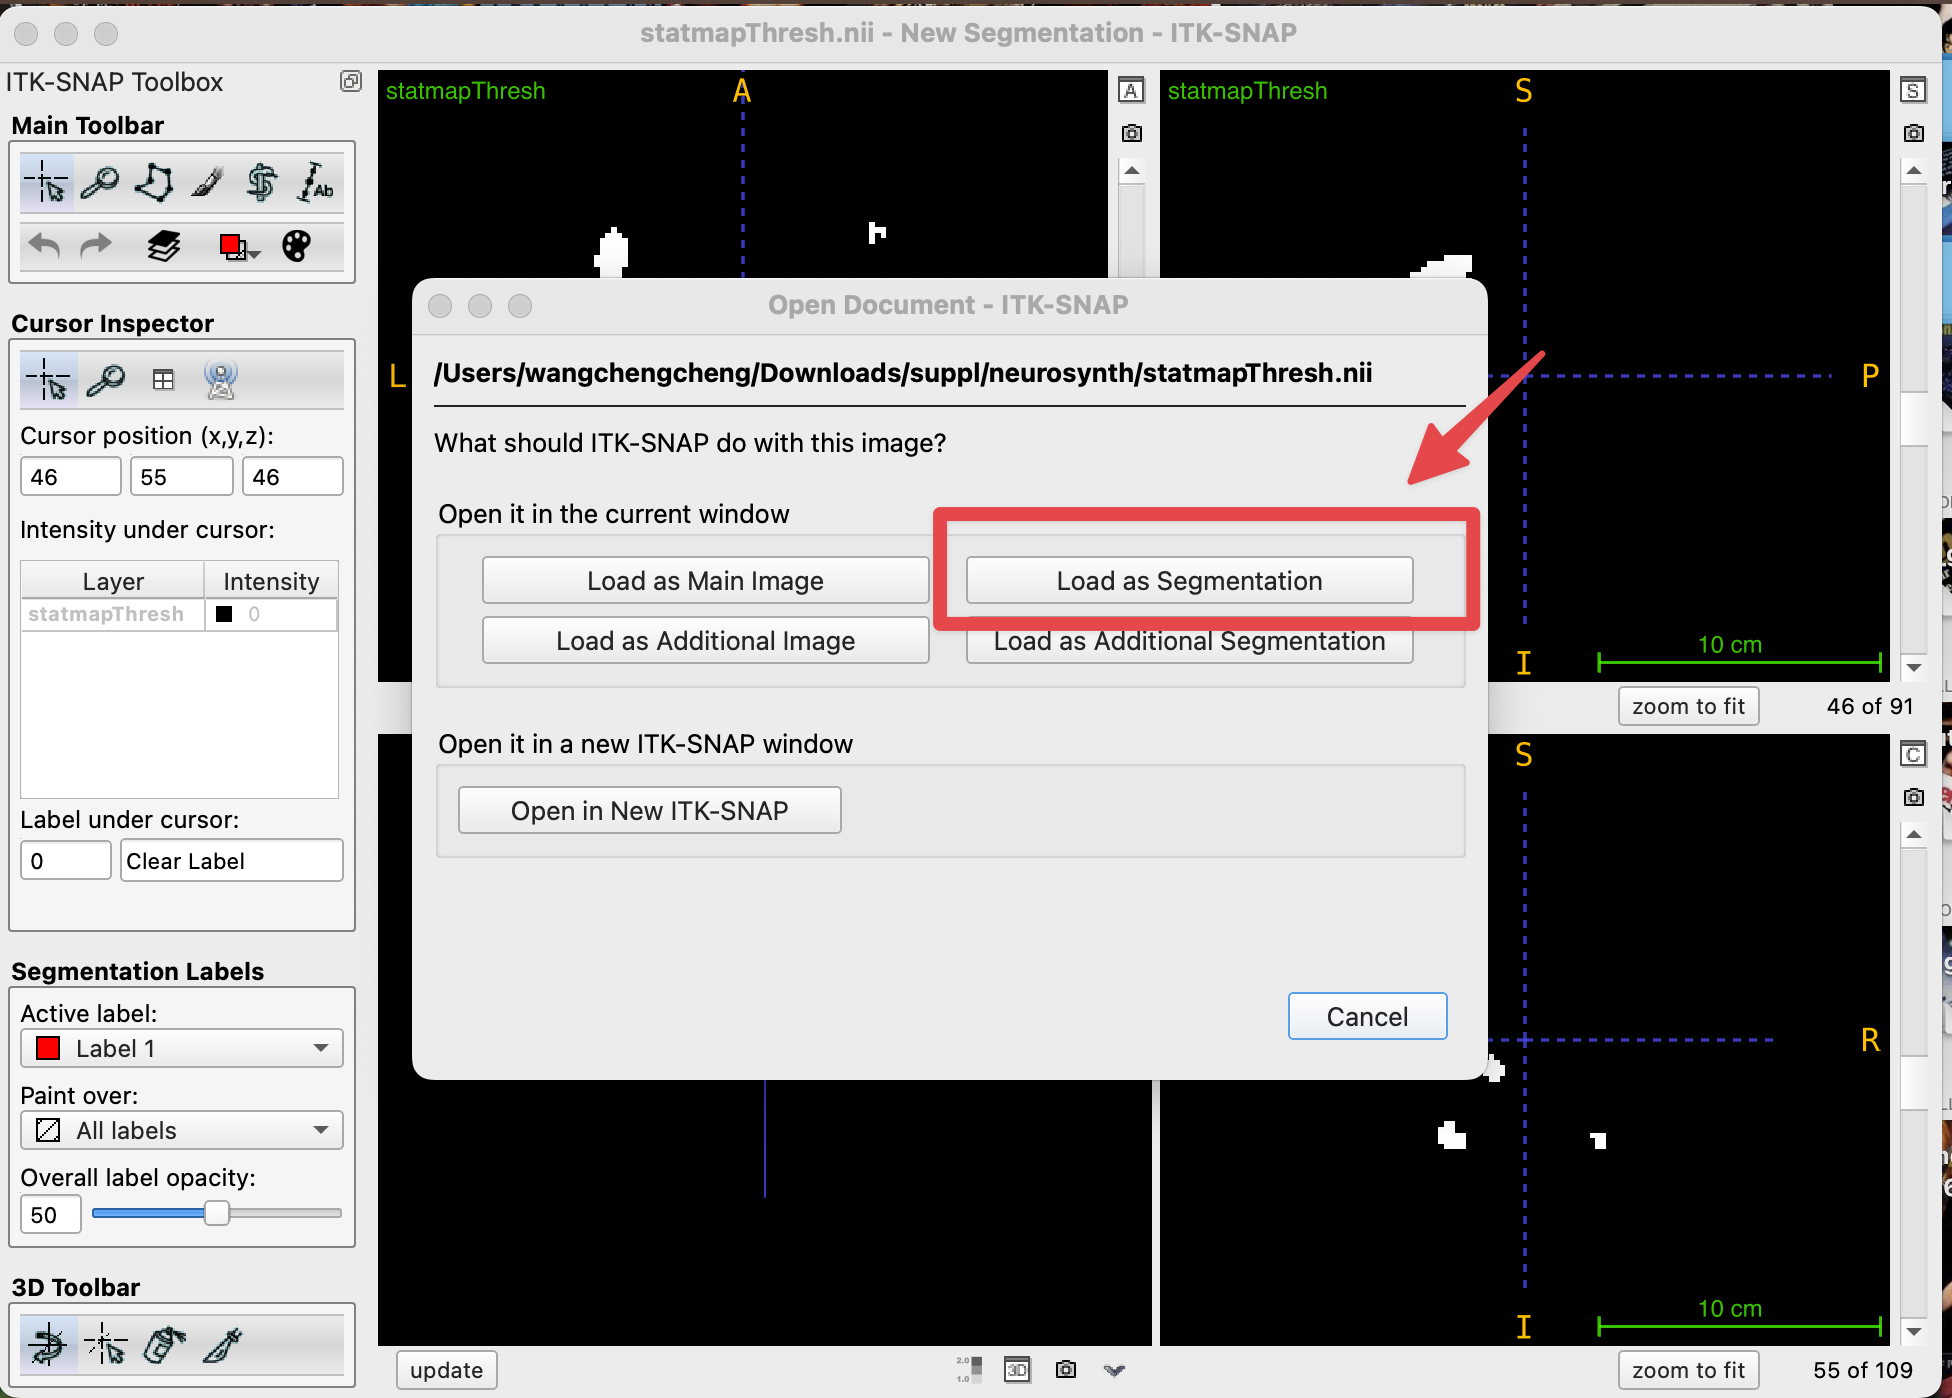 statmapThresh.nii - New Segmentation - ITK-SNAP
ITK-SNAP Toolbox
Main Toolbar
Ab
Cursor Inspector
Cursor position (x,y,z):
46 55 46
Intensity under cursor:
Layer Intensity
statmapThresh 0
Label under cursor:
0 Clear Label
Segmentation Labels
Active label:
Label 1
Paint over:
All labels
Overall label opacity:
50
3D Toolbar
statmapThresh
A
A
L
statmapThresh
S
S
P
I
10 cm
zoom to fit 46 of 91
Open Document - ITK-SNAP
/Users/wangchengcheng/Downloads/suppl/neurosynth/statmapThresh.nii
What should ITK-SNAP do with this image?
Open it in the current window
Load as Main Image Load as Segmentation
Load as Additional Image Load as Additional Segmentation
Open it in a new ITK-SNAP window
Open in New ITK-SNAP
Cancel
S
C
R
I
10 cm
update
2.0
1.0
3D
zoom to fit 55 of 109